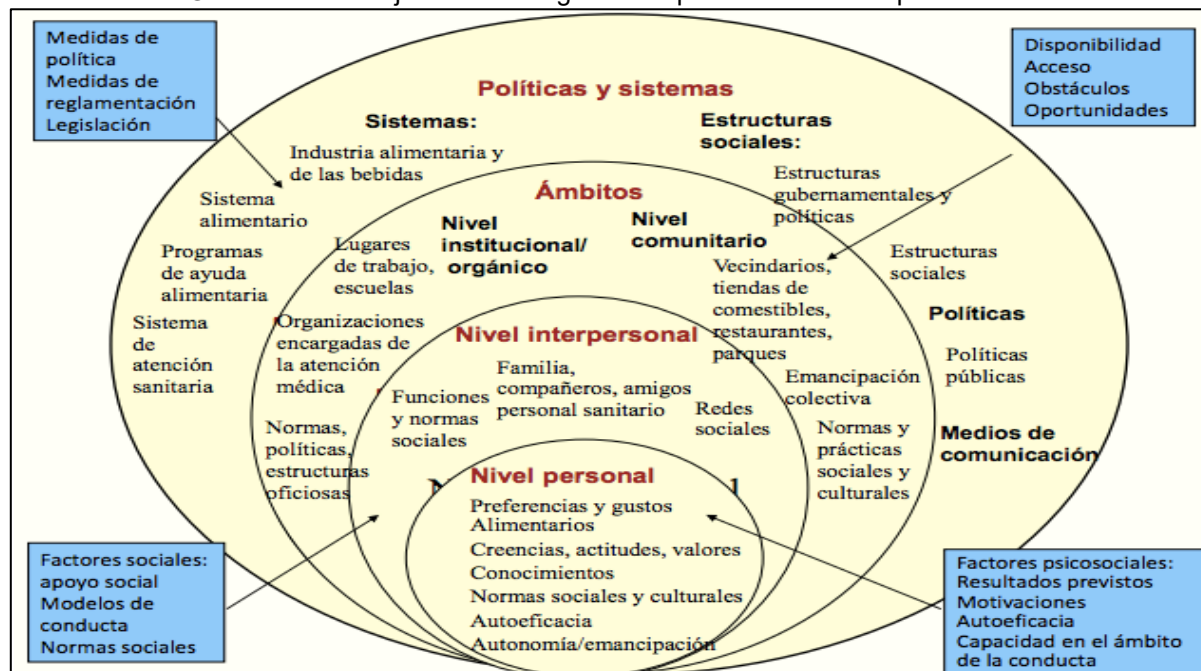 Medidas de
política
Medidas de
reglamentación
Legislación
Disponibilidad
Acceso
Obstáculos
Oportunidades
Políticas y sistemas
Sistemas:
Industria alimentaria y
de las bebidas
Sistema
alimentario
Programas
de ayuda
alimentaria
Sistema
de
atención
sanitaria
Estructuras
sociales:
Estructuras
gubernamentales y
políticas
Estructuras
sociales
Políticas
Políticas
públicas
Medios de
comunicación
Ámbitos
Nivel
institucional/
orgánico
Lugares
de trabajo,
escuelas
Organizaciones
encargadas de
la atención
médica
Normas,
políticas,
estructuras
oficiosas
Nivel
comunitario
Vecindarios,
tiendas de
comestibles,
restaurantes,
parques
Emancipación
colectiva
Normas y
prácticas
sociales y
culturales
Nivel interpersonal
Familia,
compañeros, amigos
personal sanitario
Funciones
y normas
sociales
Redes
sociales
Nivel personal
Preferencias y gustos
Alimentarios
Creencias, actitudes, valores
Conocimientos
Normas sociales y culturales
Autoeficacia
Autonomía/emancipación
Factores sociales:
apoyo social
Modelos de
conducta
Normas sociales
Factores psicosociales:
Resultados previstos
Motivaciones
Autoeficacia
Capacidad en el ámbito
de la conducta